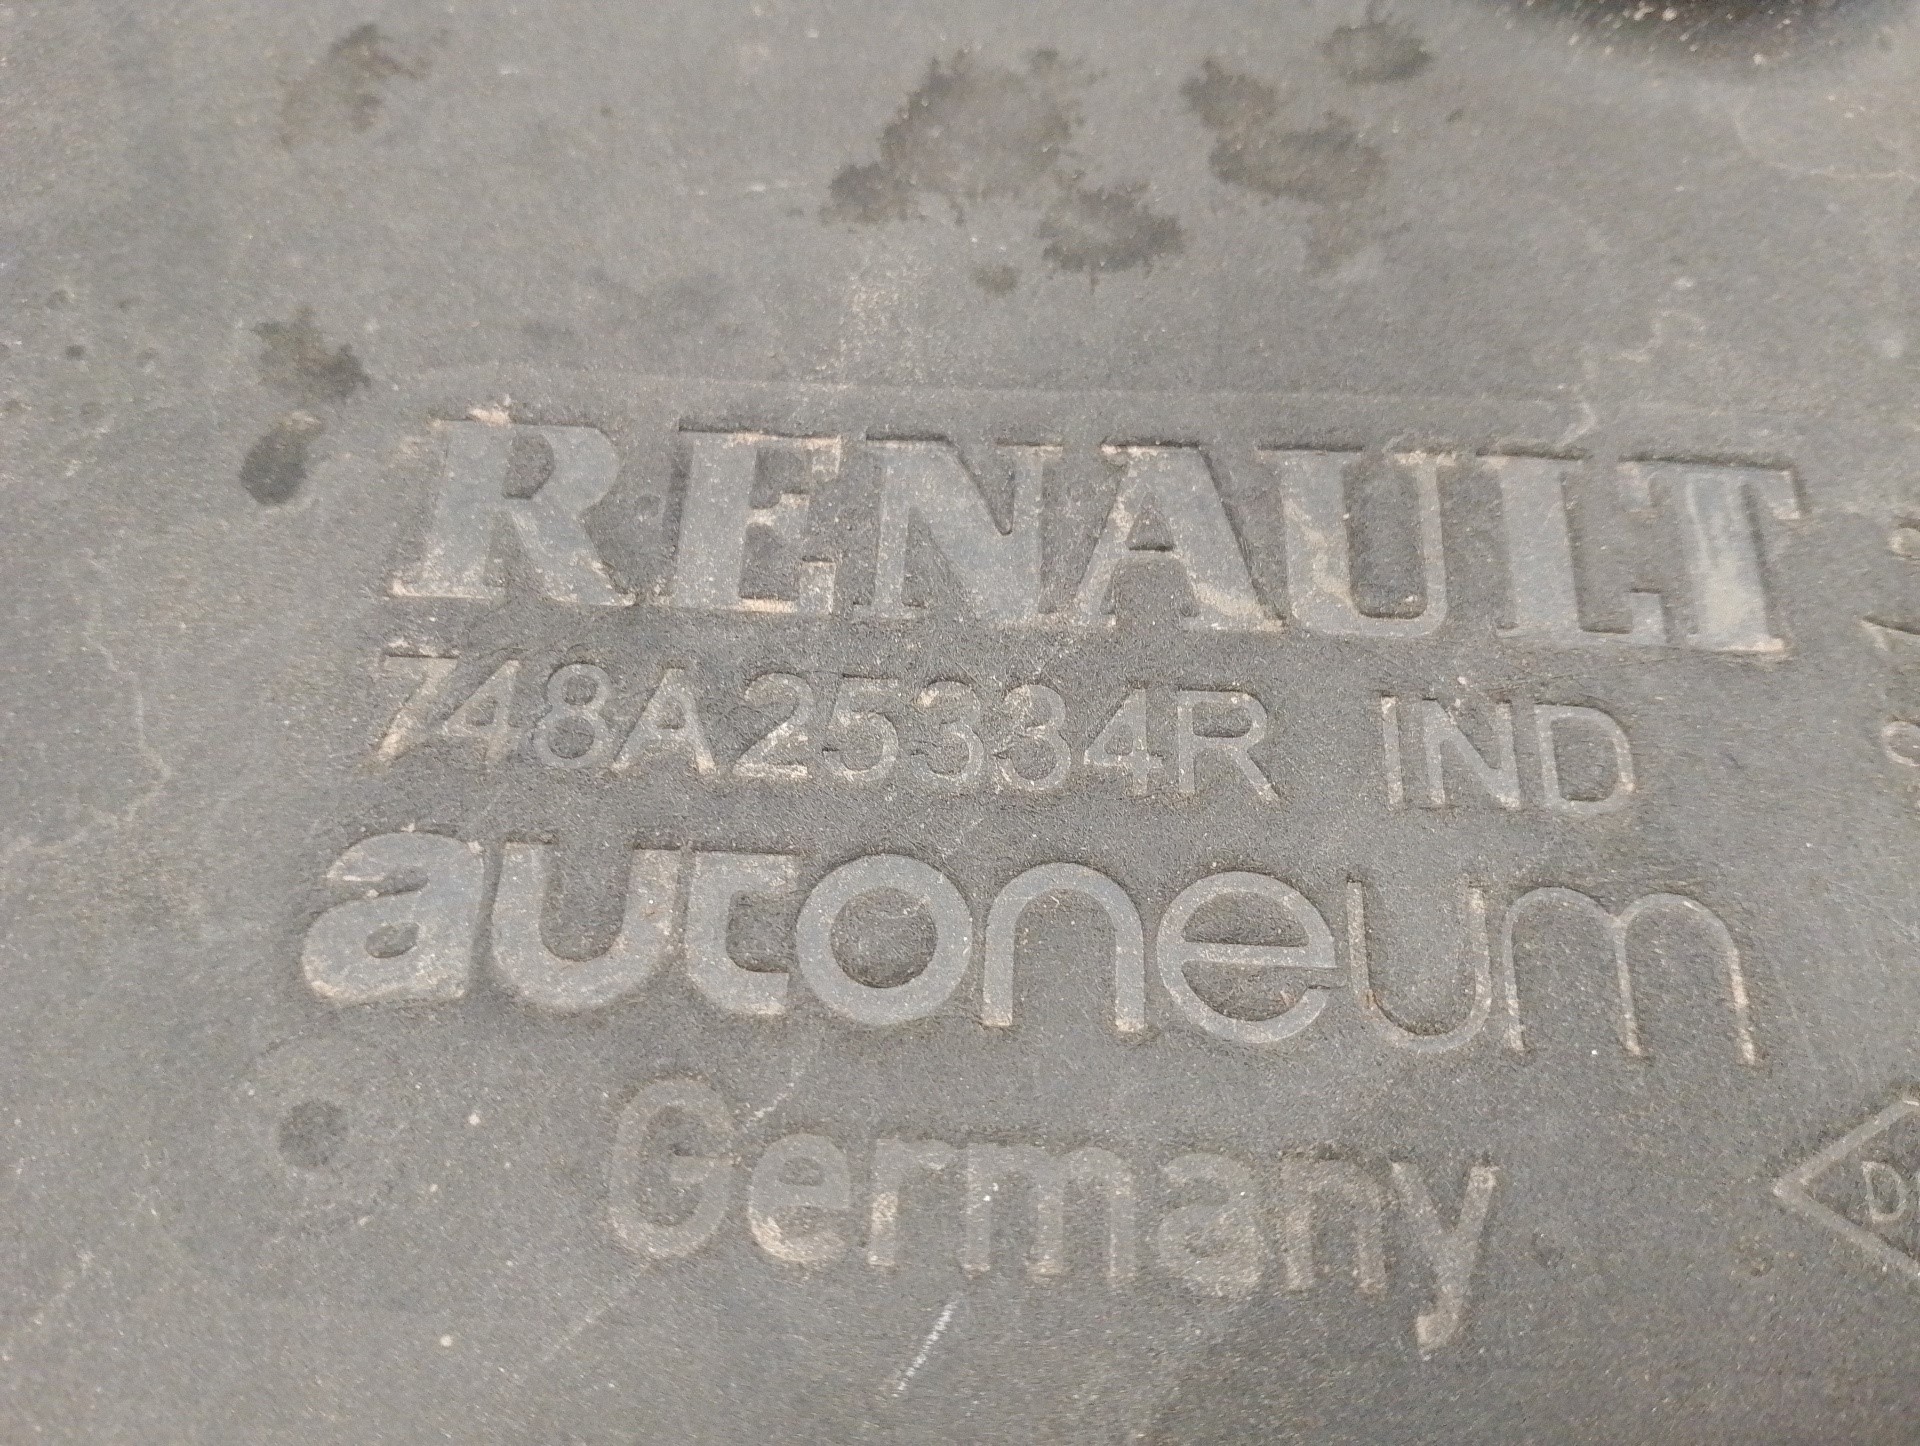 RENAULT
748A25334R IND
autoneum
Germany